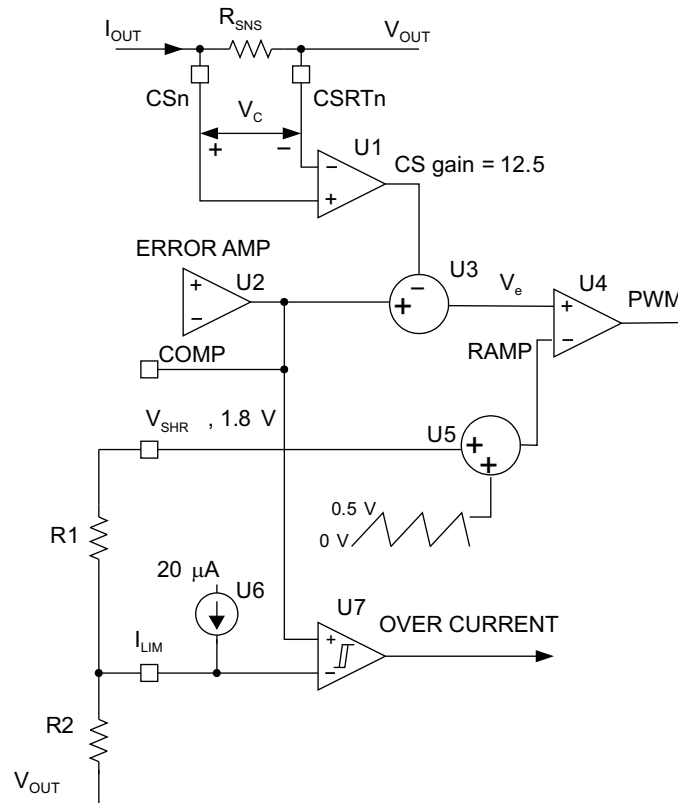 R_SNS
I_OUT
V_OUT
CSn
CSRTn
V_C
+
−
U1
−
+
CS gain = 12.5
ERROR AMP
+
−
U2
−
+
U3
V_e
U4
+
−
PWM
COMP
RAMP
V_SHR , 1.8 V
U5
+
+
0.5 V
0 V
R1
20 μA
U6
U7
+
−
OVER CURRENT
I_LIM
R2
V_OUT